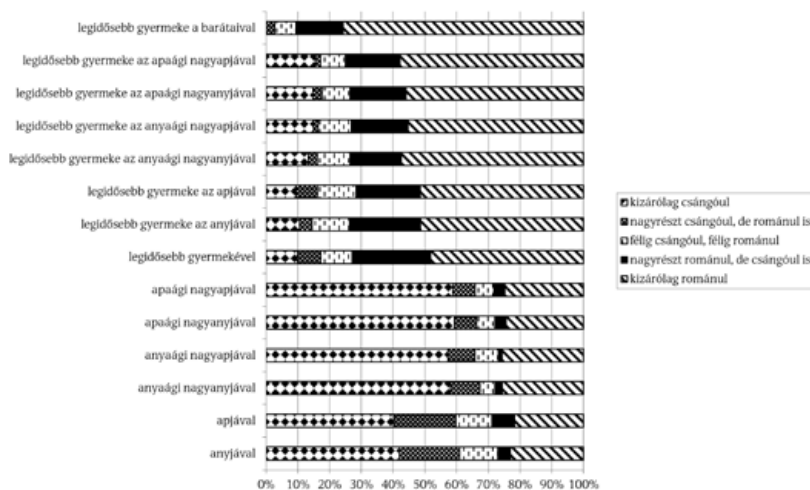 legidősebb gyermeke a barátaival
legidősebb gyermeke az apaági nagyapjával
legidősebb gyermeke az apaági nagyanyjával
legidősebb gyermeke az anyaági nagyapjával
legidősebb gyermeke az anyaági nagyanyjával
legidősebb gyermeke az apjával
legidősebb gyermeke az anyjával
legidősebb gyermekével
apaági nagyapjával
apaági nagyanyjával
anyaági nagyapjával
anyaági nagyanyjával
apjával
anyjával
0% 10% 20% 30% 40% 50% 60% 70% 80% 90% 100%
kizárólag csángóul
nagyrészt csángóul, de románul is
félig csángóul, félig románul
nagyrészt románul, de csángóul is
kizárólag románul